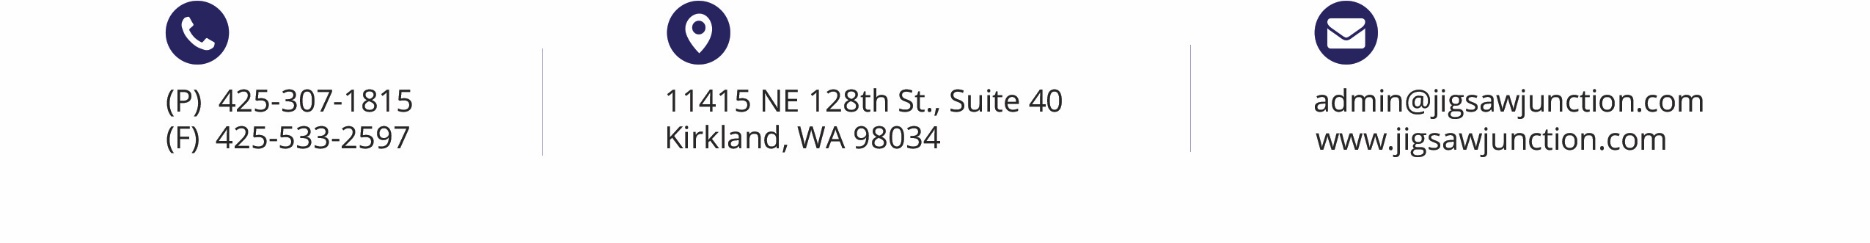 (P) 425-307-1815
(F) 425-533-2597
11415 NE 128th St., Suite 40
Kirkland, WA 98034
admin@jigsawjunction.com
www.jigsawjunction.com